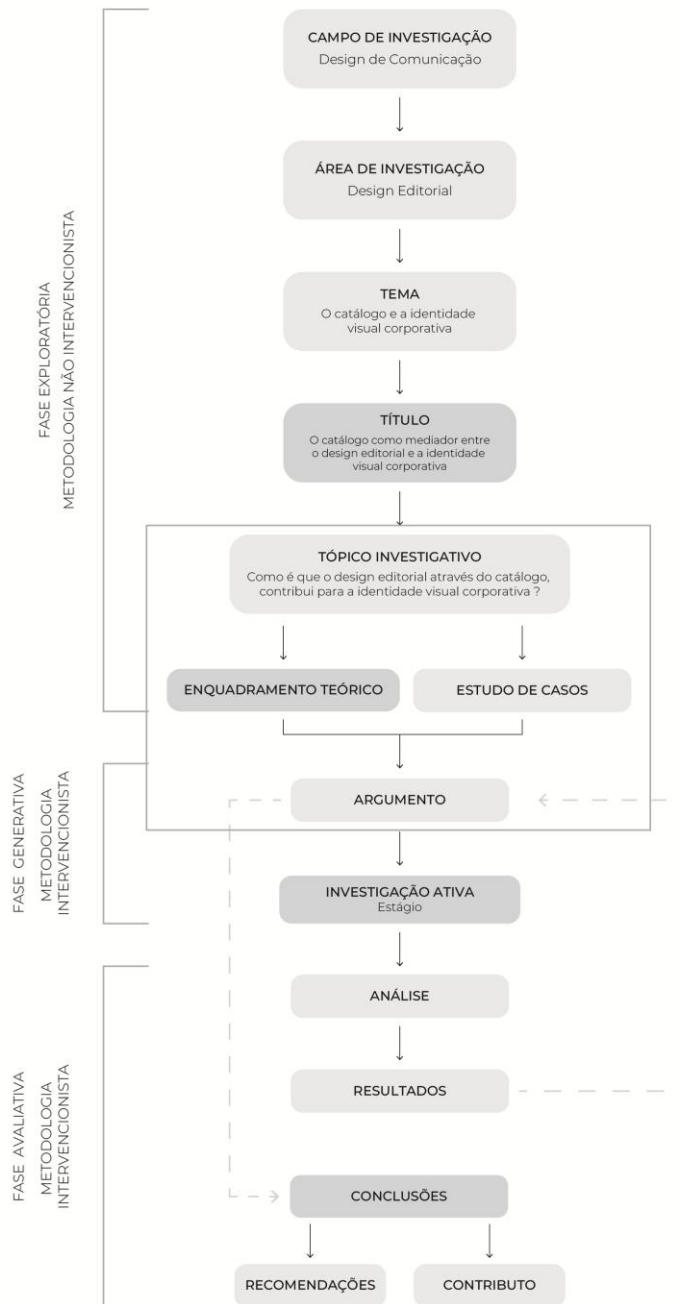 CAMPO DE INVESTIGAÇÃO
Design de Comunicação
ÁREA DE INVESTIGAÇÃO
Design Editorial
TEMA
O catálogo e a identidade
visual corporativa
TÍTULO
O catálogo como mediador entre
o design editorial e a identidade
visual corporativa
FASE EXPLORATÓRIA
METODOLOGIA NÃO INTERVENCIONISTA
TÓPICO INVESTIGATIVO
Como é que o design editorial através do catálogo,
contribui para a identidade visual corporativa ?
ENQUADRAMENTO TEÓRICO
ESTUDO DE CASOS
FASE GENERATIVA
METODOLOGIA
INTERVENCIONISTA
ARGUMENTO
INVESTIGAÇÃO ATIVA
Estágio
FASE AVALIATIVA
METODOLOGIA
INTERVENCIONISTA
ANÁLISE
RESULTADOS
CONCLUSÕES
RECOMENDAÇÕES
CONTRIBUTO